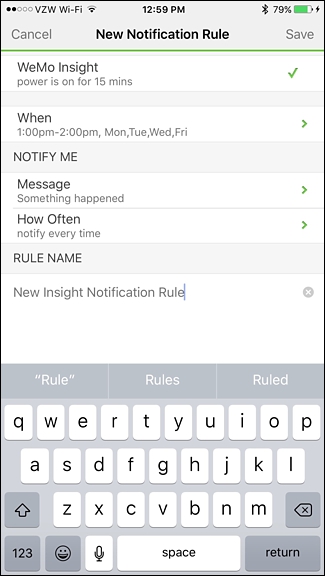 VZW Wi-Fi 12:59 PM 79%
Cancel New Notification Rule Save
WeMo Insight
power is on for 15 mins
When
1:00pm-2:00pm, Mon,Tue,Wed,Fri
NOTIFY ME
Message
Something happened
How Often
notify every time
RULE NAME
New Insight Notification Rule
“Rule” Rules Ruled
q w e r t y u i o p
a s d f g h j k l
z x c v b n m
123 space return